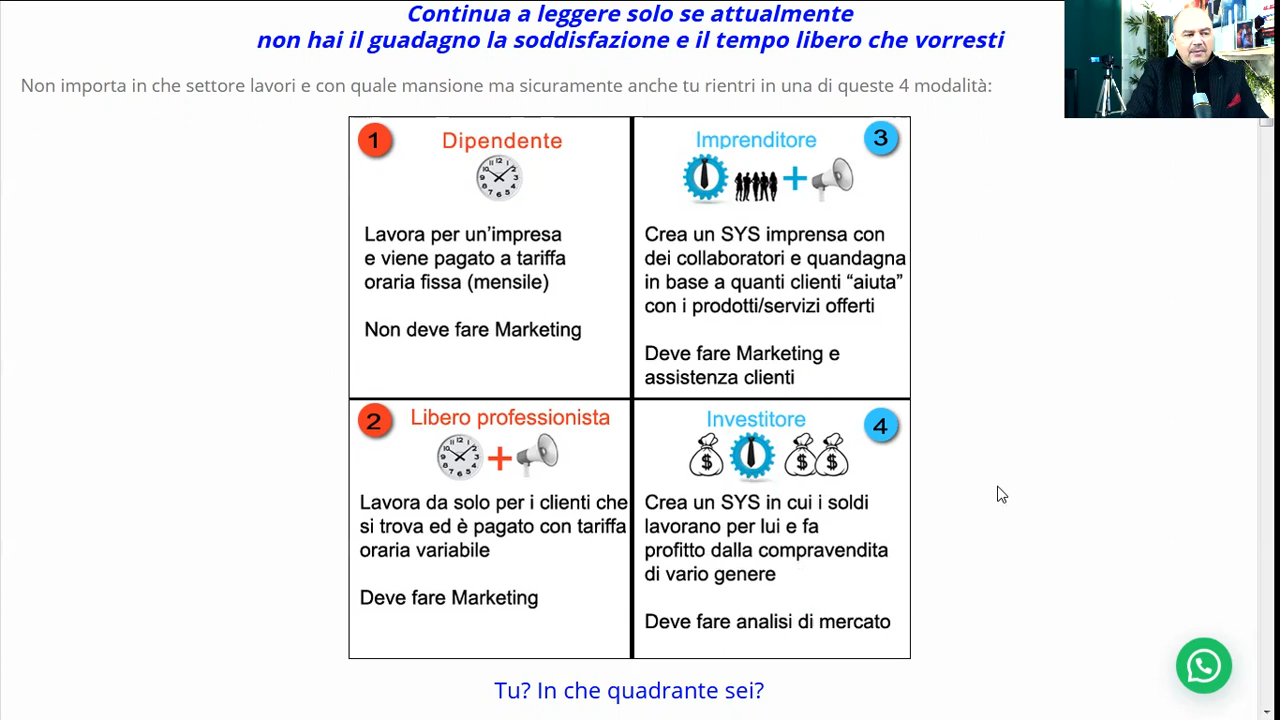 Continua a leggere solo se attualmente
non hai il guadagno la soddisfazione e il tempo libero che vorresti
Non importa in che settore lavori e con quale mansione ma sicuramente anche tu rientri in una di queste 4 modalità:
1
Dipendente
Lavora per un'impresa
e viene pagato a tariffa
oraria fissa (mensile)
Non deve fare Marketing
Imprenditore
3
Crea un SYS imprensa con
dei collaboratori e quandagna
in base a quanti clienti “aiuta”
con i prodotti/servizi offerti
Deve fare Marketing e
assistenza clienti
2
Libero professionista
Lavora da solo per i clienti che
si trova ed è pagato con tariffa
oraria variabile
Deve fare Marketing
Investitore
4
$ $ $
Crea un SYS in cui i soldi
lavorano per lui e fa
profitto dalla compravendita
di vario genere
Deve fare analisi di mercato
Tu? In che quadrante sei?